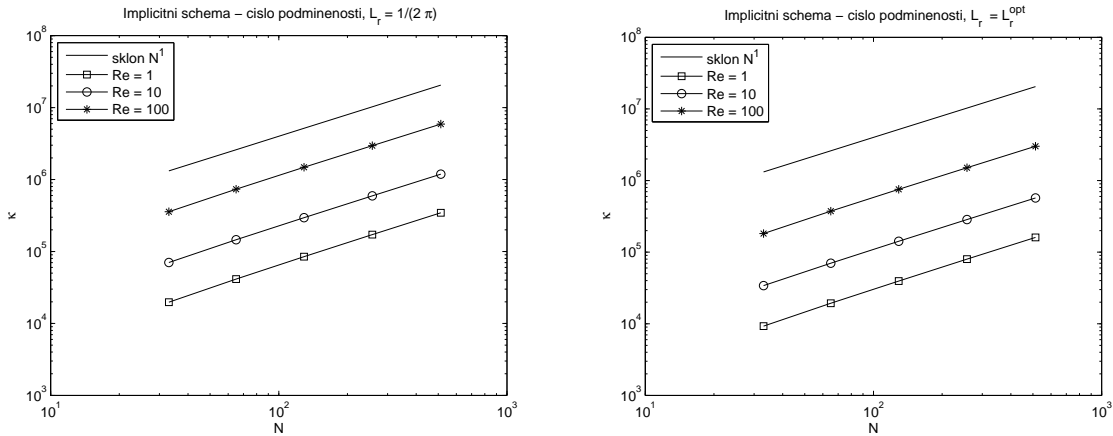 Implicitni schema − cislo podminenosti, L_r = 1/(2 π)
10^8
10^7
10^6
10^5
10^4
10^3
κ
sklon N^1
Re = 1
Re = 10
Re = 100
10^1
10^2
10^3
N
Implicitni schema − cislo podminenosti, L_r = L_r^opt
10^8
10^7
10^6
10^5
10^4
10^3
κ
sklon N^1
Re = 1
Re = 10
Re = 100
10^1
10^2
10^3
N